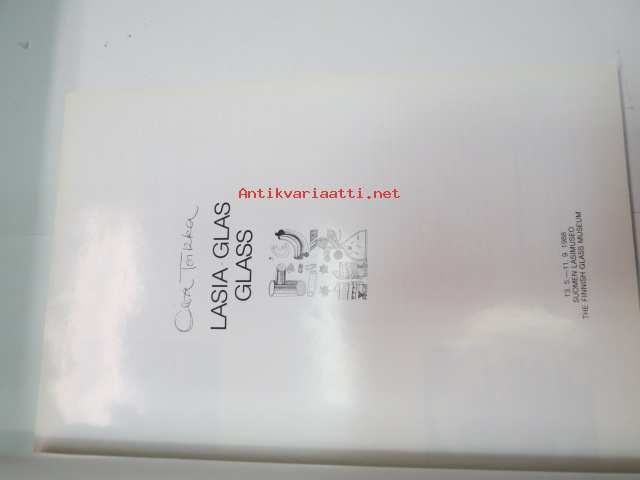 Oiva Toikka
LASIA GLAS
GLASS
13. 5.—11. 9. 1988
SUOMEN LASIMUSEO
THE FINNISH GLASS MUSEUM
Antikvariaatti.net